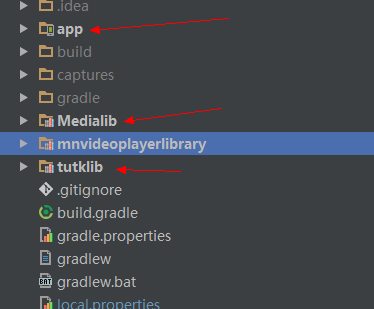 .idea
app
build
captures
gradle
Medialib
mnvideoplayerlibrary
tutklib
.gitignore
build.gradle
gradle.properties
gradlew
gradlew.bat
local.properties